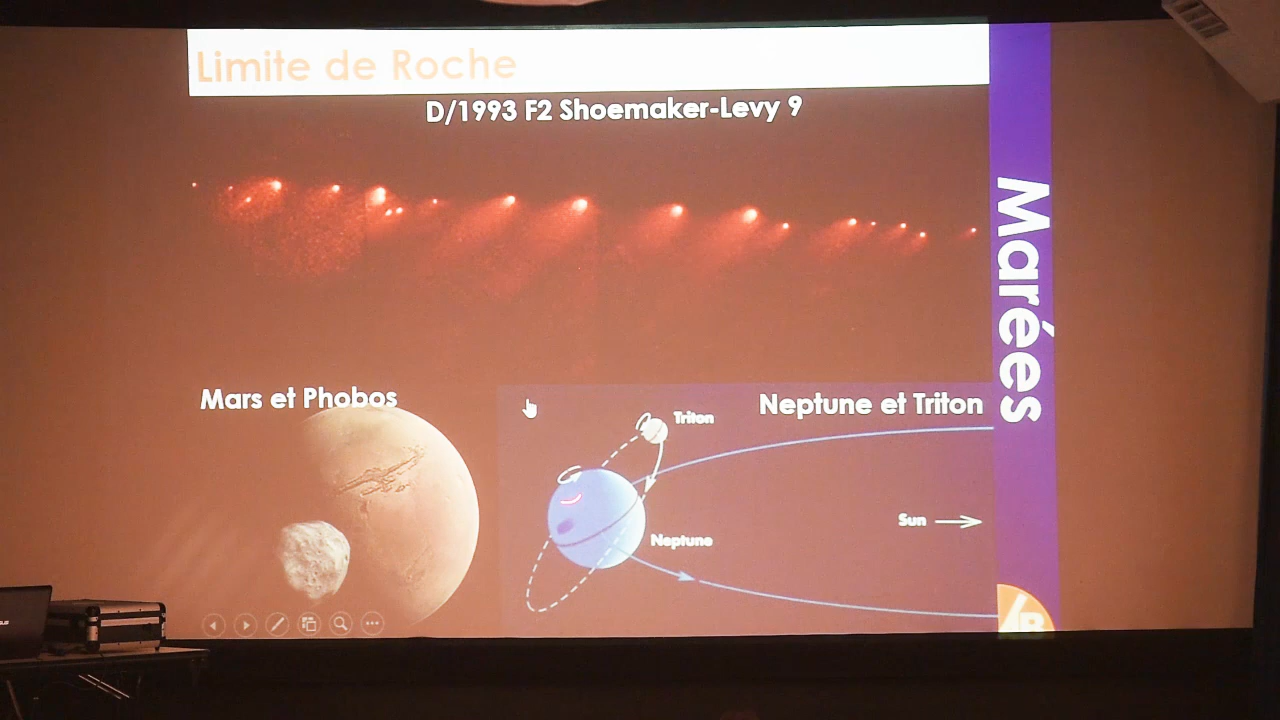 Limite de Roche
D/1993 F2 Shoemaker-Levy 9
Marées
Mars et Phobos
Neptune et Triton
Triton
Sun
Neptune